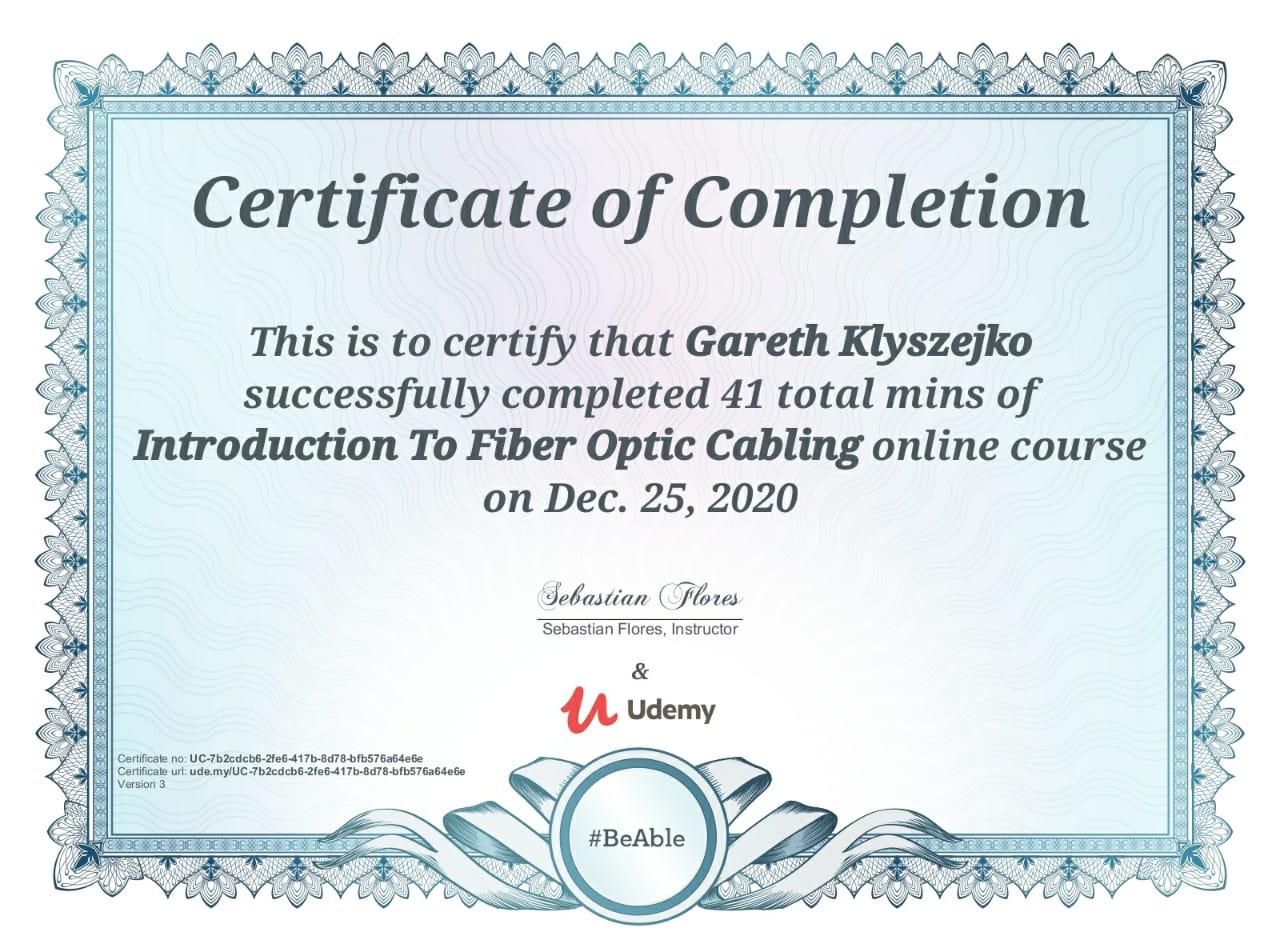 Certificate of Completion
This is to certify that Gareth Klyszejko
successfully completed 41 total mins of
Introduction To Fiber Optic Cabling online course
on Dec. 25, 2020
Sebastian Flores
Sebastian Flores, Instructor
&
Udemy
Certificate no: UC-7b2cdcb6-2fe6-417b-8d78-bfb576a64e6e
Certificate url: ude.my/UC-7b2cdcb6-2fe6-417b-8d78-bfb576a64e6e
Version 3
#BeAble